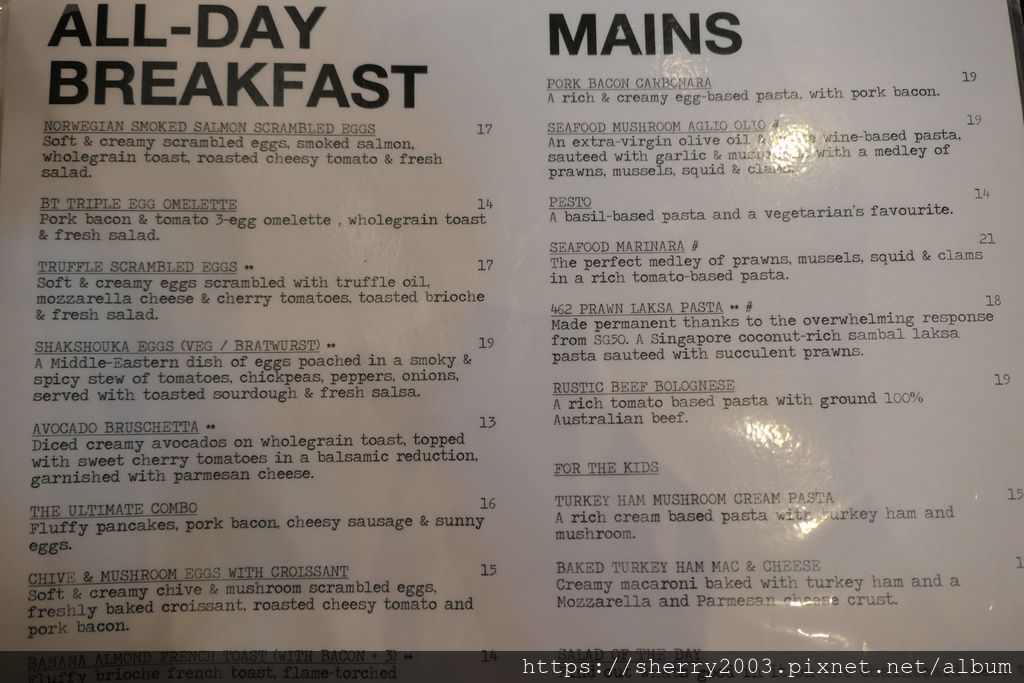 ALL-DAY
BREAKFAST
NORWEGIAN SMOKED SALMON SCRAMBLED EGGS 17
Soft & creamy scrambled eggs, smoked salmon,
wholegrain toast, roasted cheesy tomato & fresh
salad.
BT TRIPLE EGG OMELETTE 14
Pork bacon & tomato 3-egg omelette , wholegrain toast
& fresh salad.
TRUFFLE SCRAMBLED EGGS ** 17
Soft & creamy eggs scrambled with truffle oil,
mozzarella cheese & cherry tomatoes, toasted brioche
& fresh salad.
SHAKSHOUKA EGGS (VEG / BRATWURST) ** 19
A Middle-Eastern dish of eggs poached in a smoky &
spicy stew of tomatoes, chickpeas, peppers, onions,
served with toasted sourdough & fresh salsa.
AVOCADO BRUSCHETTA ** 13
Diced creamy avocados on wholegrain toast, topped
with sweet cherry tomatoes in a balsamic reduction,
garnished with parmesan cheese.
THE ULTIMATE COMBO 16
Fluffy pancakes, pork bacon, cheesy sausage & sunny
eggs.
CHIVE & MUSHROOM EGGS WITH CROISSANT 15
Soft & creamy chive & mushroom scrambled eggs,
freshly baked croissant, roasted cheesy tomato and
pork bacon.
BANANA ALMOND FRENCH TOAST (WITH BACON + 3) ** 14
Fluffy brioche french toast, flame-torched
MAINS
PORK BACON CARBONARA 19
A rich & creamy egg-based pasta, with pork bacon.
SEAFOOD MUSHROOM AGLIO OLIO # 19
An extra-virgin olive oil & wine-based pasta,
sauteed with garlic & with a medley of
prawns, mussels, squid & clams.
PESTO 14
A basil-based pasta and a vegetarian's favourite.
SEAFOOD MARINARA # 21
The perfect medley of prawns, mussels, squid & clams
in a rich tomato-based pasta.
462 PRAWN LAKSA PASTA ** # 18
Made permanent thanks to the overwhelming response
from SG50. A Singapore coconut-rich sambal laksa
pasta sauteed with succulent prawns.
RUSTIC BEEF BOLOGNESE 19
A rich tomato based pasta with ground 100%
Australian beef.
FOR THE KIDS
TURKEY HAM MUSHROOM CREAM PASTA 15
A rich cream based pasta with turkey ham and
mushroom.
BAKED TURKEY HAM MAC & CHEESE
Creamy macaroni baked with turkey ham and a
Mozzarella and Parmesan cheese crust.
SALAD OF THE DAY
https://sherry2003.pixnet.net/album